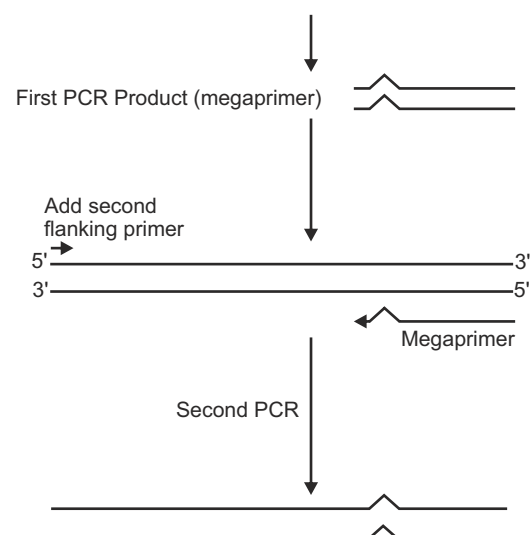 First PCR Product (megaprimer)
Add second
flanking primer
5' 3'
3' 5'
Megaprimer
Second PCR